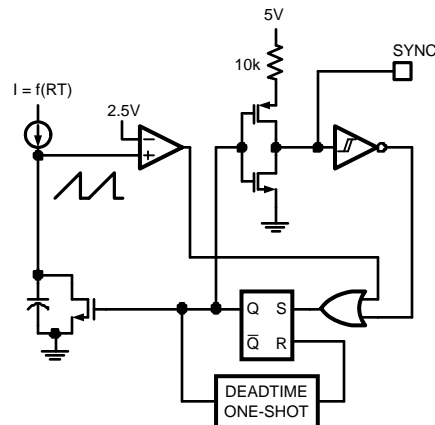 5V
SYNC
10k
I = f(RT)
2.5V
−
+
Q S
Q̅ R
DEADTIME
ONE-SHOT